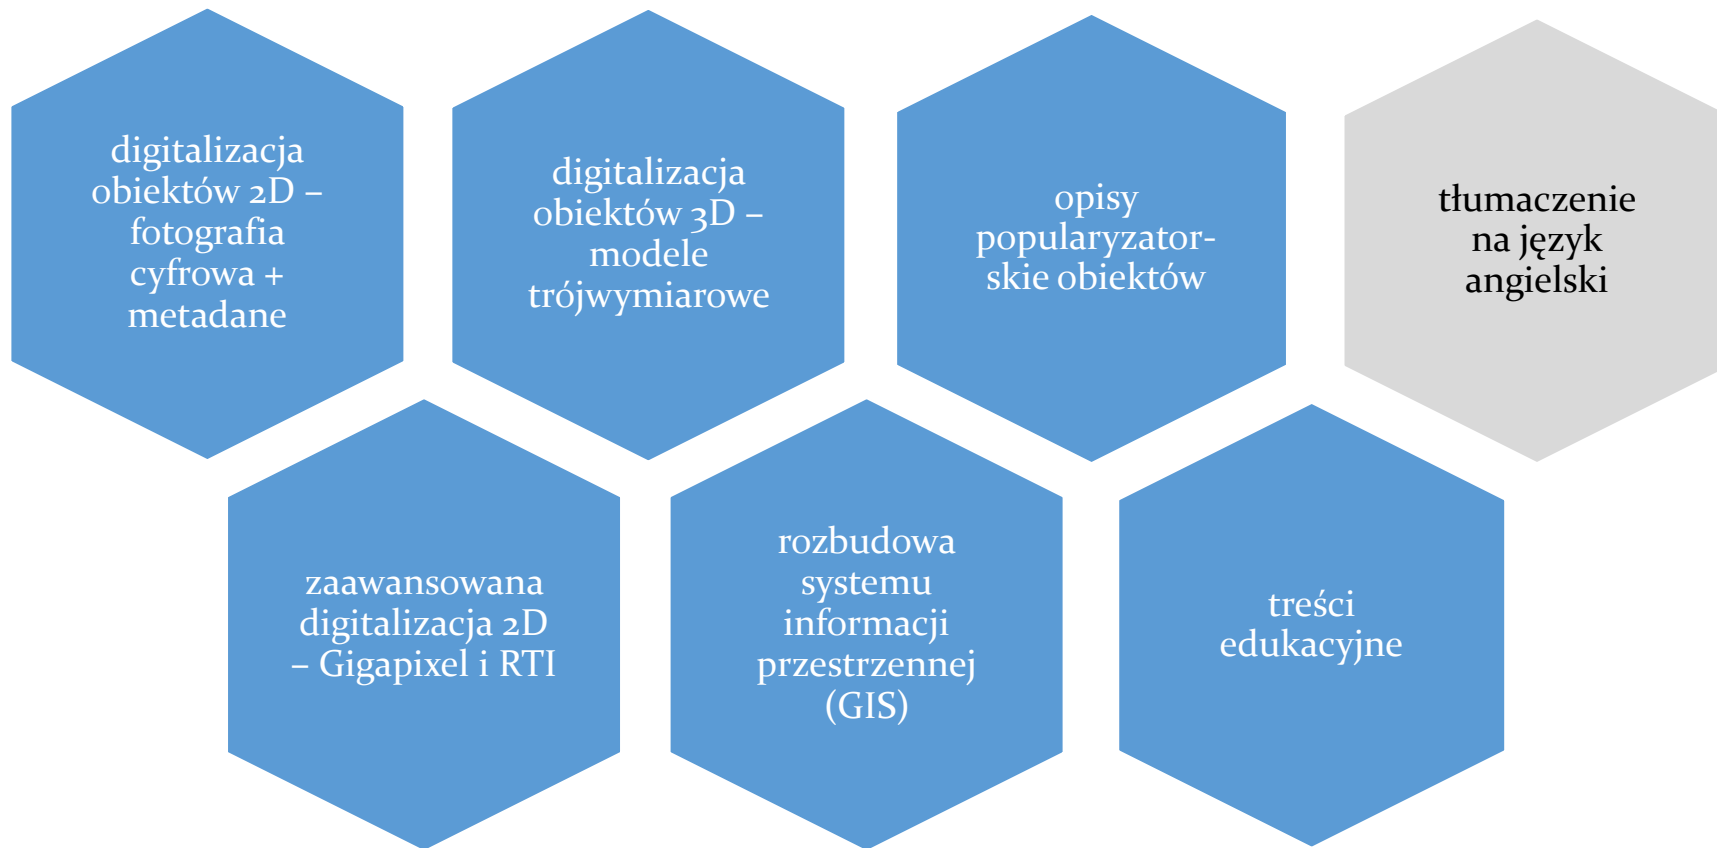 digitalizacja
obiektów 2D –
fotografia
cyfrowa +
metadane
digitalizacja
obiektów 3D –
modele
trójwymiarowe
opisy
popularyzator-
skie obiektów
tłumaczenie
na język
angielski
zaawansowana
digitalizacja 2D
– Gigapixel i RTI
rozbudowa
systemu
informacji
przestrzennej
(GIS)
treści
edukacyjne